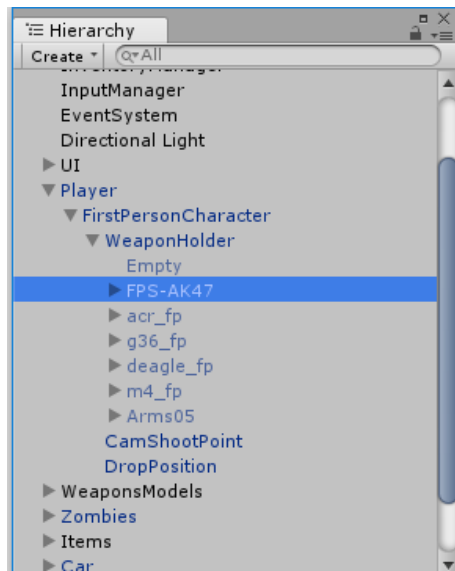 Hierarchy
Create All
InputManager
EventSystem
Directional Light
UI
Player
FirstPersonCharacter
WeaponHolder
Empty
FPS-AK47
acr_fp
g36_fp
deagle_fp
m4_fp
Arms05
CamShootPoint
DropPosition
WeaponsModels
Zombies
Items
Car